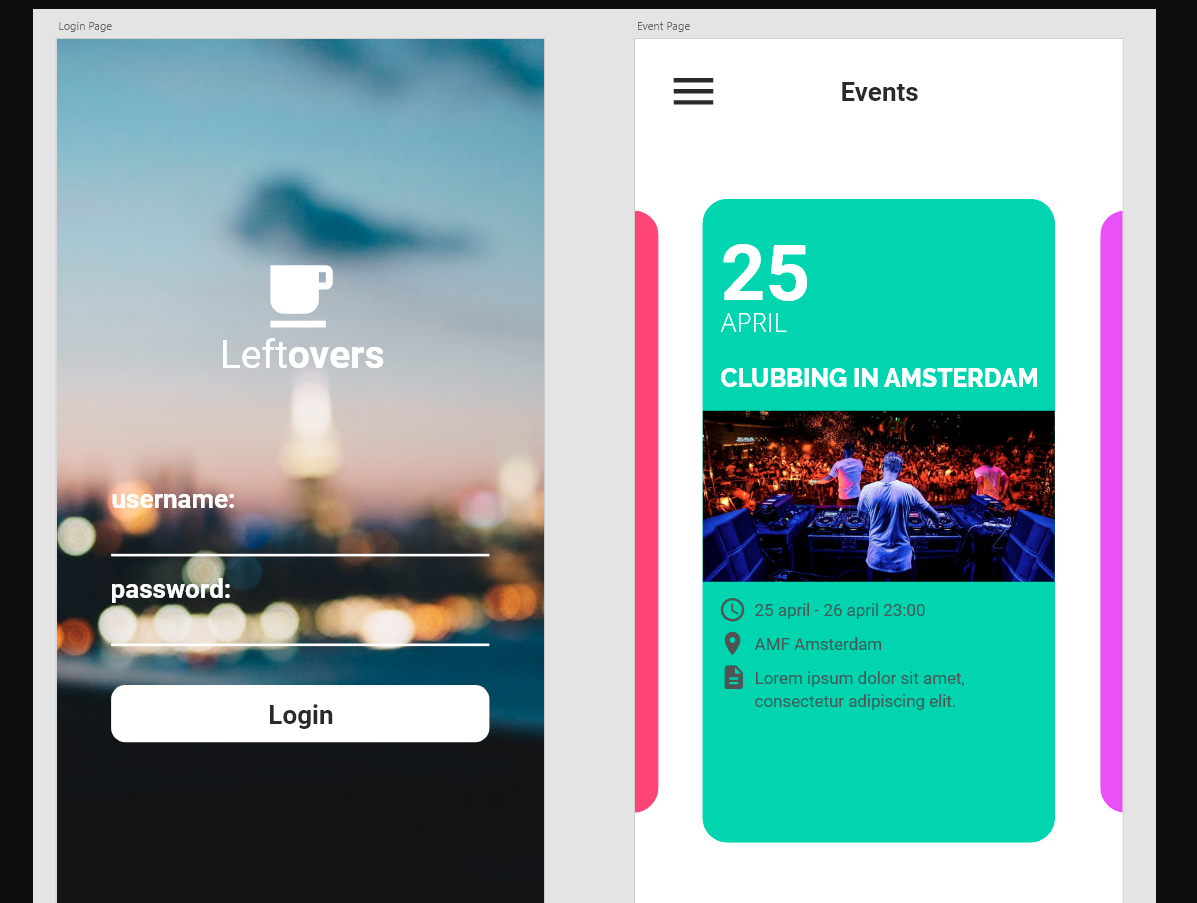 Login Page
Leftovers
username:
password:
Login
Event Page
Events
25
APRIL
CLUBBING IN AMSTERDAM
25 april - 26 april 23:00
AMF Amsterdam
Lorem ipsum dolor sit amet,
consectetur adipiscing elit.